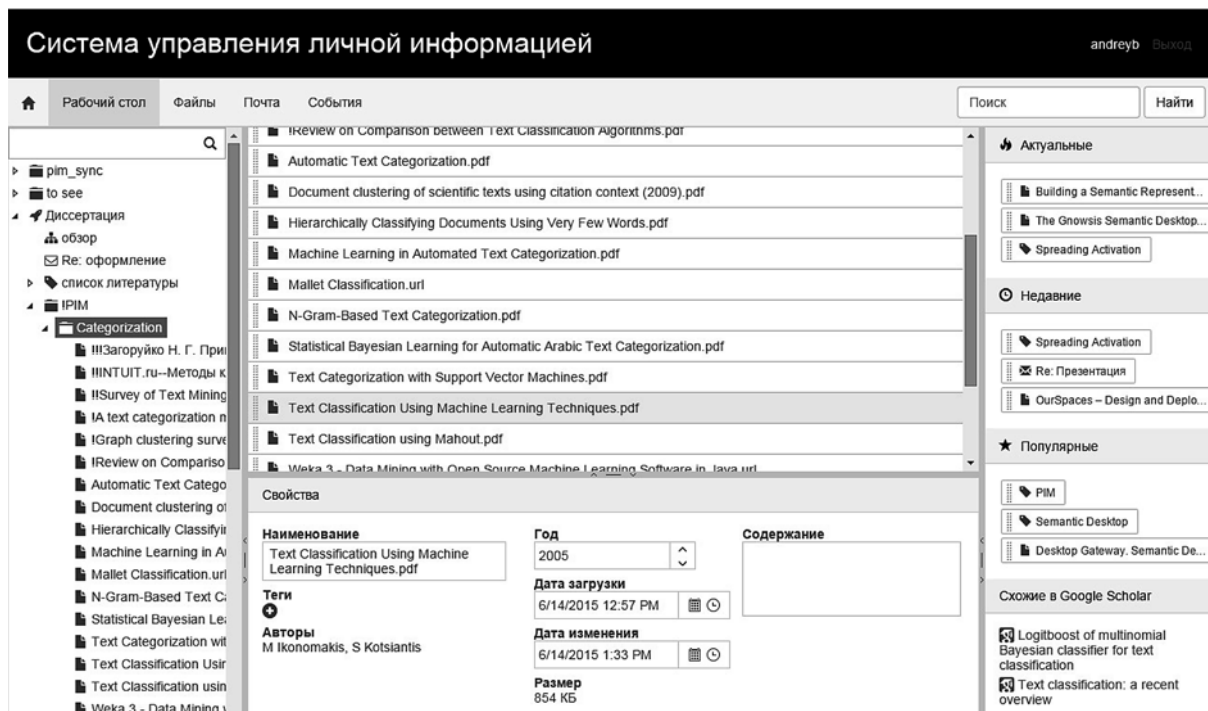 Система управления личной информацией
andreyb Выход
Рабочий стол Файлы Почта События
Поиск Найти
pim_sync
to see
Диссертация
обзор
Re: оформление
список литературы
!PIM
Categorization
!!!Загоруйко Н. Г. При
!!INTUIT.ru--Методы к
!!Survey of Text Mining
!A text categorization m
!Graph clustering surve
!Review on Compariso
Automatic Text Catego
Document clustering of
Hierarchically Classifyin
Machine Learning in A
Mallet Classification.url
N-Gram-Based Text Ca
Statistical Bayesian Lea
Text Categorization wit
Text Classification Usin
Text Classification usin
Weka 3 - Data Mining
!Review on Comparison between Text Classification Algorithms.pdf
Automatic Text Categorization.pdf
Document clustering of scientific texts using citation context (2009).pdf
Hierarchically Classifying Documents Using Very Few Words.pdf
Machine Learning in Automated Text Categorization.pdf
Mallet Classification.url
N-Gram-Based Text Categorization.pdf
Statistical Bayesian Learning for Automatic Arabic Text Categorization.pdf
Text Categorization with Support Vector Machines.pdf
Text Classification Using Machine Learning Techniques.pdf
Text Classification using Mahout.pdf
Weka 3 - Data Mining with Open Source Machine Learning Software in Java.url
Свойства
Наименование
Text Classification Using Machine
Learning Techniques.pdf
Теги
Авторы
M Ikonomakis, S Kotsiantis
Год
2005
Дата загрузки
6/14/2015 12:57 PM
Дата изменения
6/14/2015 1:33 PM
Размер
854 КБ
Содержание
Актуальные
Building a Semantic Represent...
The Gnowsis Semantic Desktop...
Spreading Activation
Недавние
Spreading Activation
Re: Презентация
OurSpaces – Design and Deplo...
Популярные
PIM
Semantic Desktop
Desktop Gateway. Semantic De...
Схожие в Google Scholar
Logitboost of multinomial
Bayesian classifier for text
classification
Text classification: a recent
overview